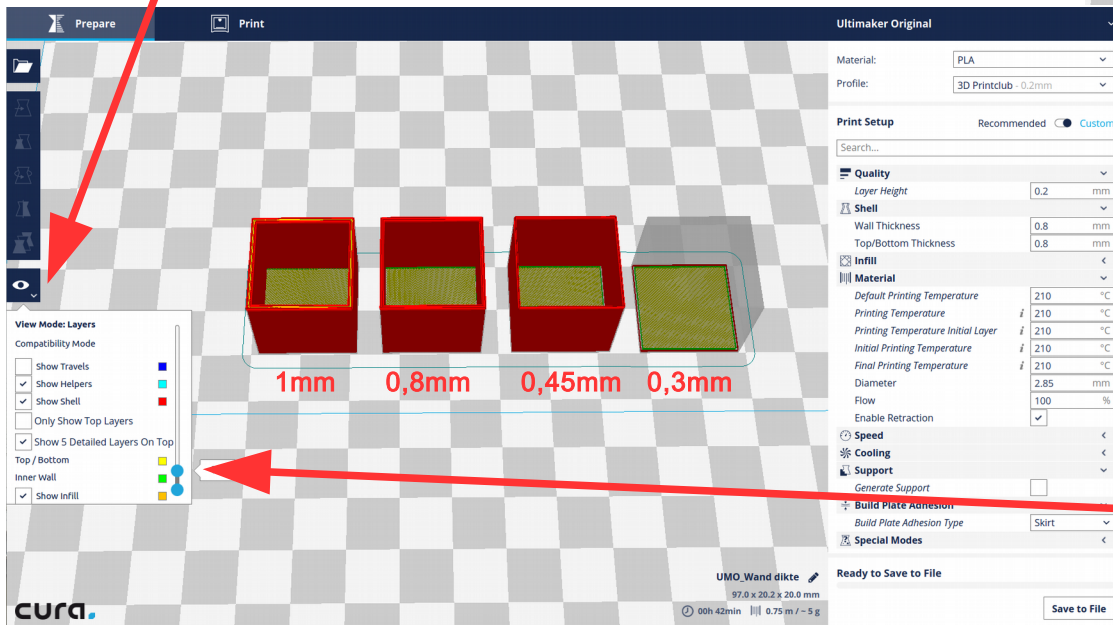 Prepare
Print
Ultimaker Original
Material:
PLA
Profile:
3D Printclub - 0.2mm
Print Setup
Recommended
Custom
Search...
Quality
Layer Height
0.2 mm
Shell
Wall Thickness
0.8 mm
Top/Bottom Thickness
0.8 mm
Infill
Material
Default Printing Temperature
210 °C
Printing Temperature
i 210 °C
Printing Temperature Initial Layer
i 210 °C
Initial Printing Temperature
i 210 °C
Final Printing Temperature
i 210 °C
Diameter
2.85 mm
Flow
100 %
Enable Retraction
Speed
Cooling
Support
Generate Support
Build Plate Adhesion
Build Plate Adhesion Type
Skirt
Special Modes
Ready to Save to File
Save to File
View Mode: Layers
Compatibility Mode
Show Travels
Show Helpers
Show Shell
Only Show Top Layers
Show 5 Detailed Layers On Top
Top / Bottom
Inner Wall
Show Infill
1mm 0,8mm 0,45mm 0,3mm
UMO_Wand dikte
97.0 x 20.2 x 20.0 mm
00h 42min 0.75 m / ~ 5 g
cura.